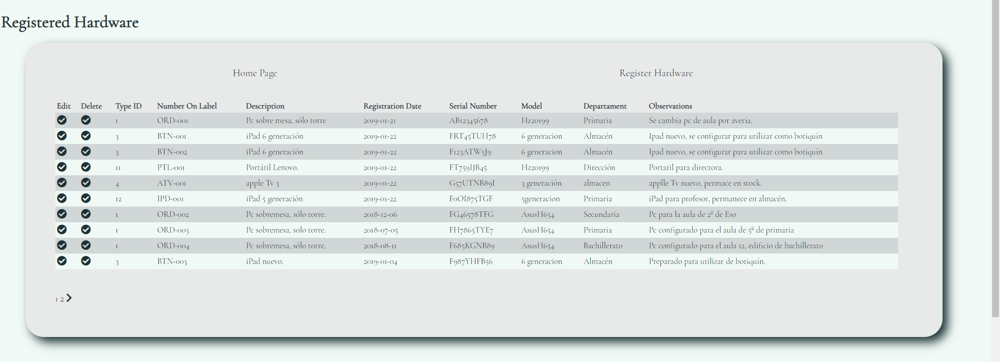 Registered Hardware
Home Page Register Hardware
Edit Delete Type ID Number On Label Description Registration Date Serial Number Model Departament Observations
1 ORD-001 Pc sobre mesa, sólo torre 2019-01-21 AB12345678 Hz20199 Primaria Se cambia pc de aula por averia.
3 BTN-001 iPad 6 generación 2019-01-22 FRT45TUH78 6 generacion Almacén Ipad nuevo, se configurar para utilizar como botiquín
3 BTN-002 iPad 6 generación 2019-01-22 F123ATW5J9 6 generacion Almacén Ipad nuevo, se configurar para utilizar como botiquín
11 PTL-001 Portátil Lenovo. 2019-01-22 FT759IJB45 Hz20199 Dirección Portatil para directora.
4 ATV-001 apple Tv 3 2019-01-22 G57UTNB89I 3 generación almacen applle Tv nuevo, permace en stock.
12 IPD-001 iPad 5 generación 2019-01-22 F0OI875TGF 5generacion Primaria iPad para profesor, permanece en almacén.
1 ORD-002 Pc sobremesa, sólo torre. 2018-12-06 FG46578TFG AsusH654 Secundaria Pc para la aula de 2º de Eso
1 ORD-003 Pc sobremesa, solo torre. 2018-07-05 FH7865TYE7 AsusH654 Primaria Pc configurado para el aula de 5º de primaria
1 ORD-004 Pc sobremesa, sólo torre. 2018-08-11 F685KGNB89 AsusH654 Bachillerato Pc configurado para el aula 12, edificio de bachillerato
3 BTN-003 iPad nuevo. 2019-01-04 F987YHFB56 6 generacion Almacén Preparado para utilizar de botiquín.
1 2